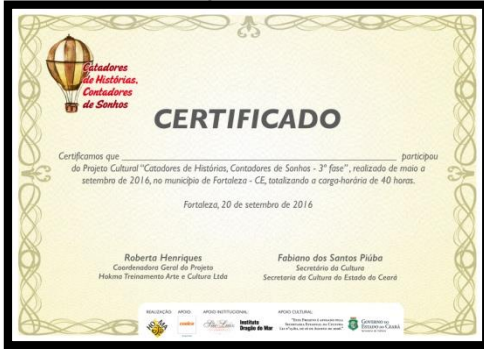 Catadores
de Histórias,
Contadores
de Sonhos
CERTIFICADO
Certificamos que ________________ participou
do Projeto Cultural "Catadores de Histórias, Contadores de Sonhos - 3ª fase", realizado de maio a
setembro de 2016, no município de Fortaleza - CE, totalizando a carga-horária de 40 horas.
Fortaleza, 20 de setembro de 2016
Roberta Henriques
Coordenadora Geral do Projeto
Hokma Treinamento Arte e Cultura Ltda
Fabiano dos Santos Piúba
Secretário da Cultura
Secretaria da Cultura do Estado do Ceará
REALIZAÇÃO: APOIO: APOIO INSTITUCIONAL: APOIO CULTURAL:
Instituto
Dragão do Mar
Governo do
Estado do Ceará